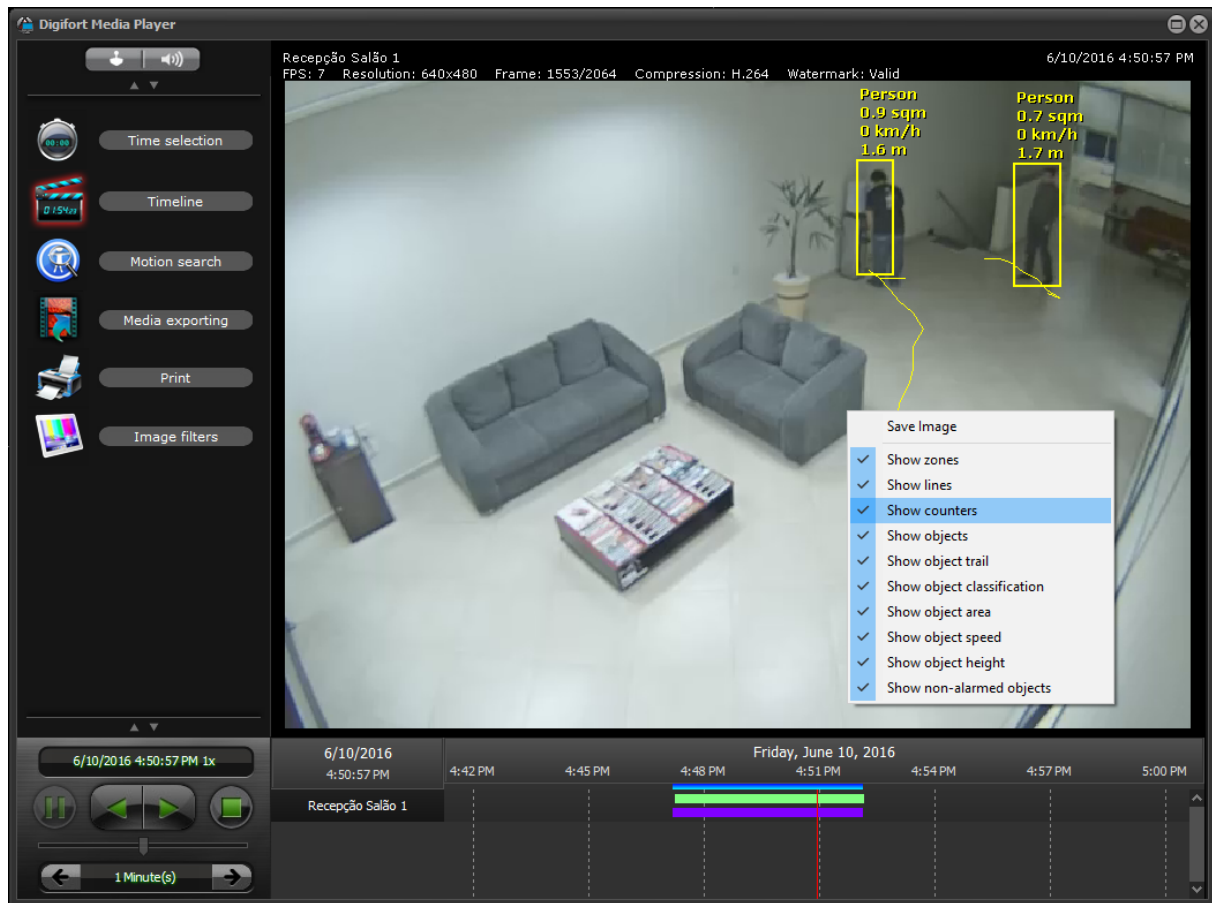 Digifort Media Player
Recepção Salão 1
6/10/2016 4:50:57 PM
FPS: 7 Resolution: 640x480 Frame: 1553/2064 Compression: H.264 Watermark: Valid
Time selection
Timeline
Motion search
Media exporting
Print
Image filters
00:00
Person
0.9 sqm
0 km/h
1.6 m
Person
0.7 sqm
0 km/h
1.7 m
Save Image
Show zones
Show lines
Show counters
Show objects
Show object trail
Show object classification
Show object area
Show object speed
Show object height
Show non-alarmed objects
6/10/2016 4:50:57 PM 1x
1 Minute(s)
6/10/2016
4:50:57 PM
Friday, June 10, 2016
4:42 PM 4:45 PM 4:48 PM 4:51 PM 4:54 PM 4:57 PM 5:00 PM
Recepção Salão 1